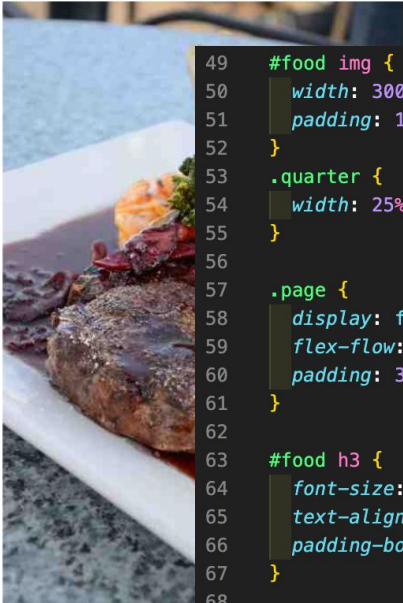 49 #food img {
50 width: 300
51 padding: 1
52 }
53 .quarter {
54 width: 25%
55 }
56
57 .page {
58 display: f
59 flex-flow:
60 padding: 3
61 }
62
63 #food h3 {
64 font-size:
65 text-align
66 padding-bo
67 }
68